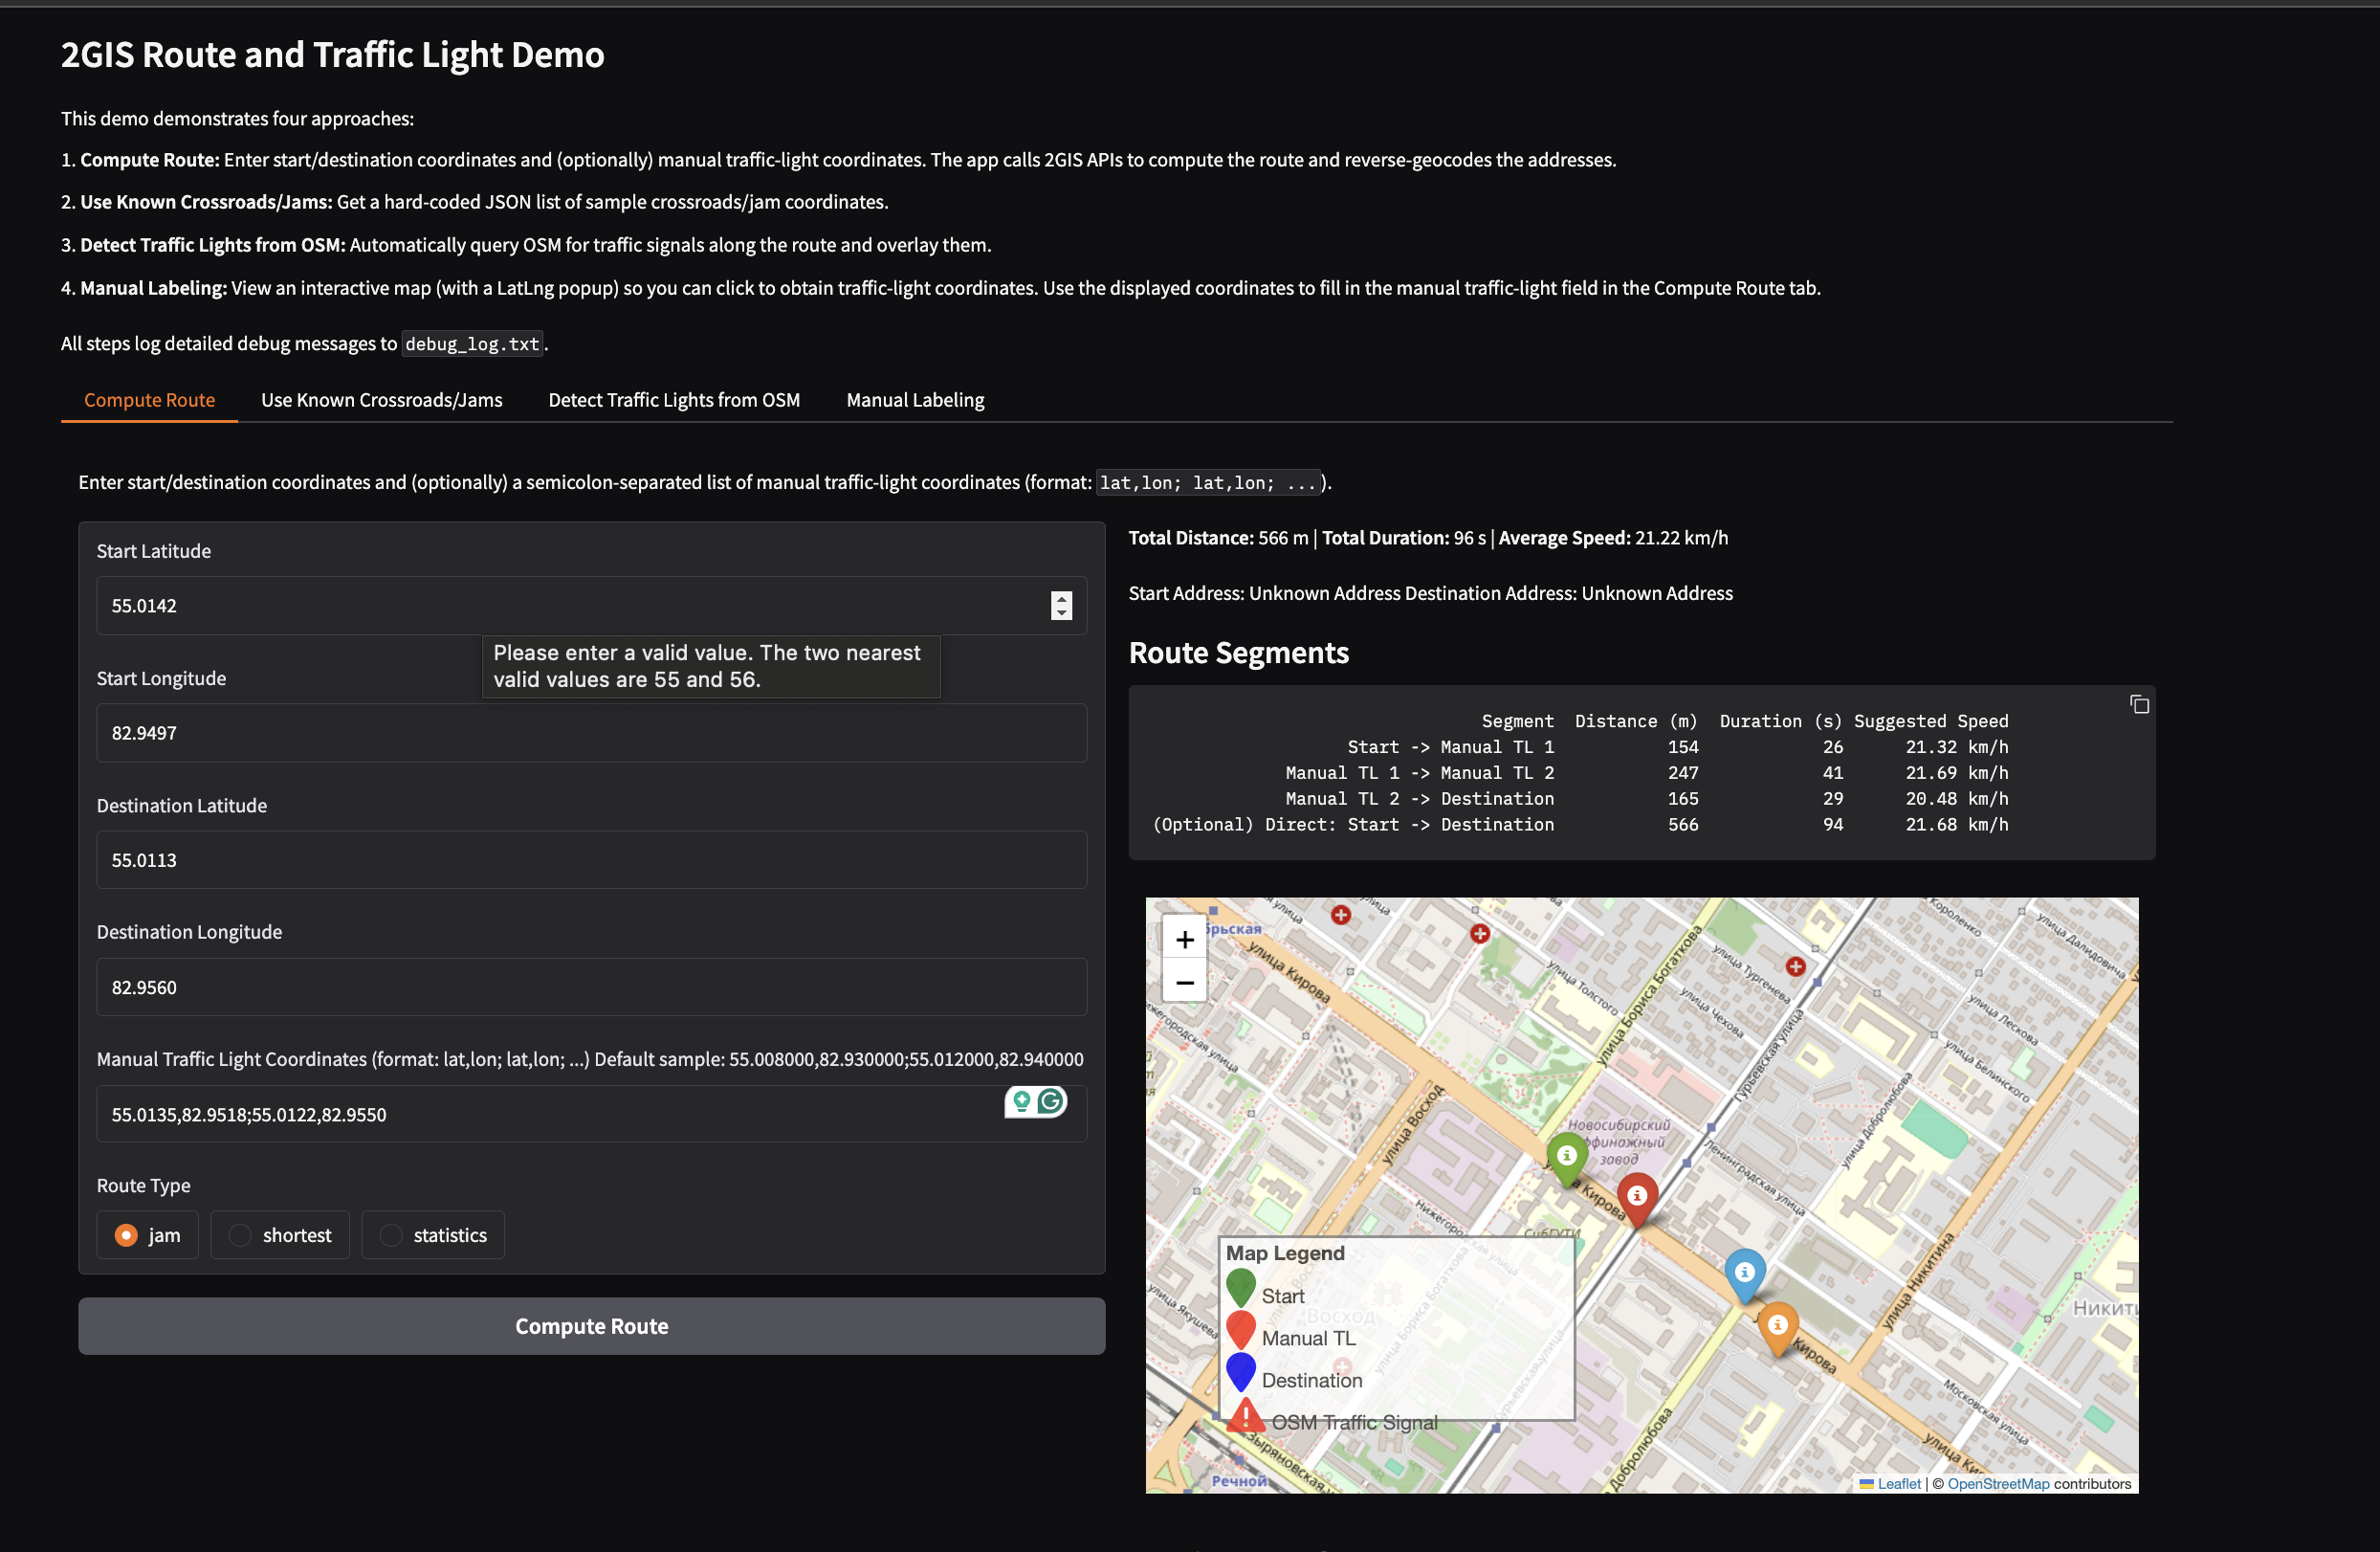 2GIS Route and Traffic Light Demo
This demo demonstrates four approaches:
1. Compute Route: Enter start/destination coordinates and (optionally) manual traffic-light coordinates. The app calls 2GIS APIs to compute the route and reverse-geocodes the addresses.
2. Use Known Crossroads/Jams: Get a hard-coded JSON list of sample crossroads/jam coordinates.
3. Detect Traffic Lights from OSM: Automatically query OSM for traffic signals along the route and overlay them.
4. Manual Labeling: View an interactive map (with a LatLng popup) so you can click to obtain traffic-light coordinates. Use the displayed coordinates to fill in the manual traffic-light field in the Compute Route tab.
All steps log detailed debug messages to debug_log.txt.
Compute Route Use Known Crossroads/Jams Detect Traffic Lights from OSM Manual Labeling
Enter start/destination coordinates and (optionally) a semicolon-separated list of manual traffic-light coordinates (format: lat,lon; lat,lon; ...).
Start Latitude
55.0142
Please enter a valid value. The two nearest
valid values are 55 and 56.
Start Longitude
82.9497
Destination Latitude
55.0113
Destination Longitude
82.9560
Manual Traffic Light Coordinates (format: lat,lon; lat,lon; ...) Default sample: 55.008000,82.930000;55.012000,82.940000
55.0135,82.9518;55.0122,82.9550
Route Type
jam shortest statistics
Compute Route
Total Distance: 566 m | Total Duration: 96 s | Average Speed: 21.22 km/h
Start Address: Unknown Address Destination Address: Unknown Address
Route Segments
Segment Distance (m) Duration (s) Suggested Speed
Start -> Manual TL 1 154 26 21.32 km/h
Manual TL 1 -> Manual TL 2 247 41 21.69 km/h
Manual TL 2 -> Destination 165 29 20.48 km/h
(Optional) Direct: Start -> Destination 566 94 21.68 km/h
+
−
улица Кирова
улица Толстого
улица Бориса Богаткова
улица Тургенева
улица Чехова
Гурьевская улица
улица Короленко
улица Далидовича
улица Лескова
улица Белинского
улица Добролюбова
Ленинградская улица
улица Восход
Новосибирский
завод
СибГУТИ
улица Никитина
Московская улица
Кирова
улица Якушева
Зыряновская
Речной
Map Legend
Start
Восход
Manual TL
Destination
OSM Traffic Signal
Leaflet | © OpenStreetMap contributors